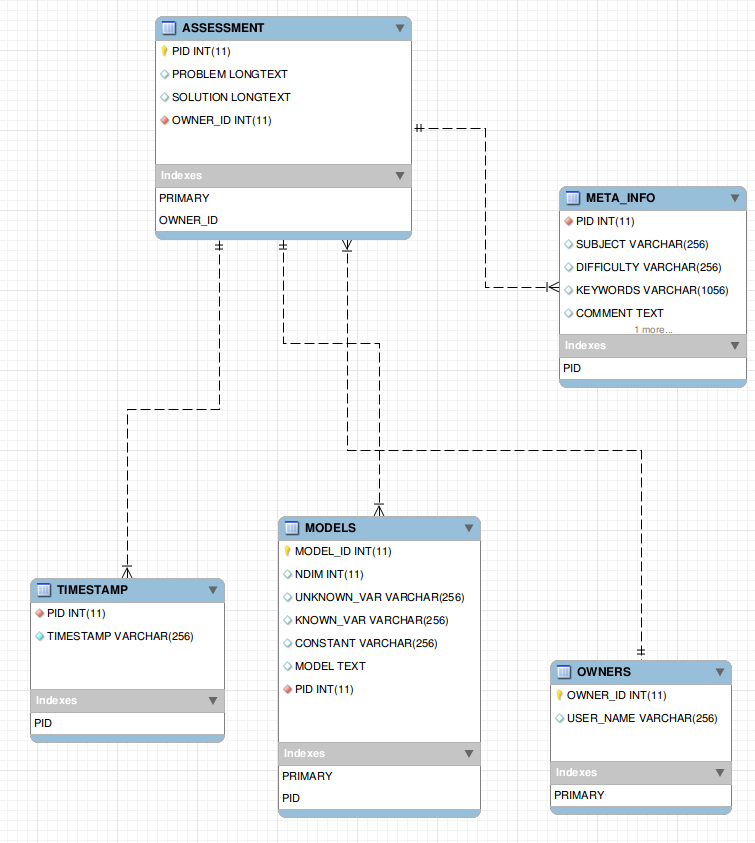 ASSESSMENT
PID INT(11)
PROBLEM LONGTEXT
SOLUTION LONGTEXT
OWNER_ID INT(11)
Indexes
PRIMARY
OWNER_ID
META_INFO
PID INT(11)
SUBJECT VARCHAR(256)
DIFFICULTY VARCHAR(256)
KEYWORDS VARCHAR(1056)
COMMENT TEXT
1 more...
Indexes
PID
TIMESTAMP
PID INT(11)
TIMESTAMP VARCHAR(256)
Indexes
PID
MODELS
MODEL_ID INT(11)
NDIM INT(11)
UNKNOWN_VAR VARCHAR(256)
KNOWN_VAR VARCHAR(256)
CONSTANT VARCHAR(256)
MODEL TEXT
PID INT(11)
Indexes
PRIMARY
PID
OWNERS
OWNER_ID INT(11)
USER_NAME VARCHAR(256)
Indexes
PRIMARY